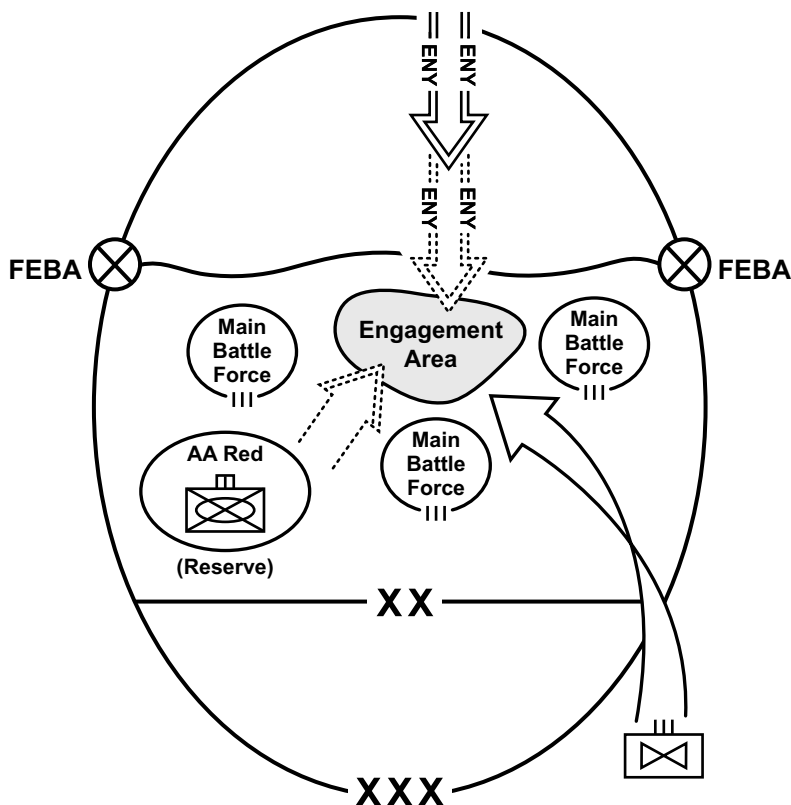 ENY ENY
ENY ENY
FEBA
FEBA
Main
Battle
Force
III
Engagement
Area
Main
Battle
Force
III
AA Red
(Reserve)
Main
Battle
Force
III
XX
XXX